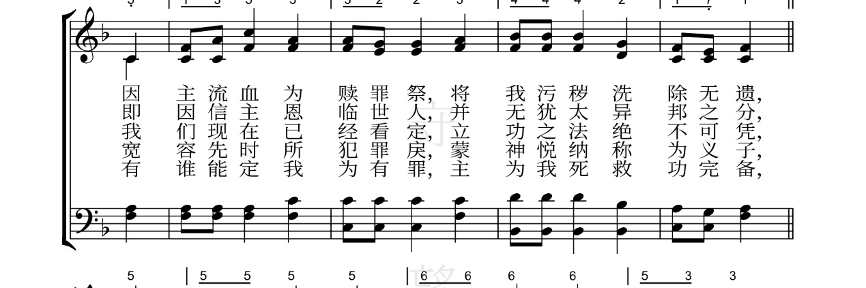 因 主 流 血 为 赎 罪 祭, 将 我 污 秽 洗 除 无 遗,
即 因 信 主 恩 临 世 人, 并 无 犹 太 异 邦 之 分,
我 们 现 在 已 经 看 定, 立 功 之 法 绝 不 可 凭,
宽 容 先 时 所 犯 罪 戾, 蒙 神 悦 纳 称 为 义 子,
有 谁 能 定 我 为 有 罪, 主 为 我 死 救 功 完 备,
5 5 5 5 5 6 6 6 6 5 3 3